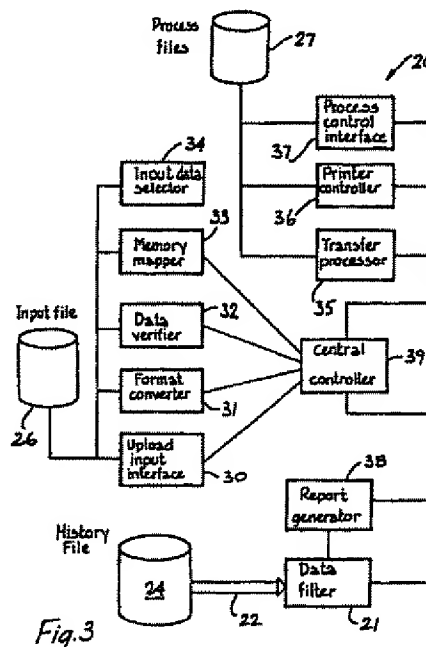 Process
Files
27
20
34
Input data
selector
Process
control
interface
37
33
Memory
mapper
Printer
controller
36
Transfer
processor
35
Input file
32
Data
verifier
Central
controller
39
26
Format
converter
31
Upload
input
interface
30
38
Report
generator
History
File
24
22
Data
filter
21
Fig.3